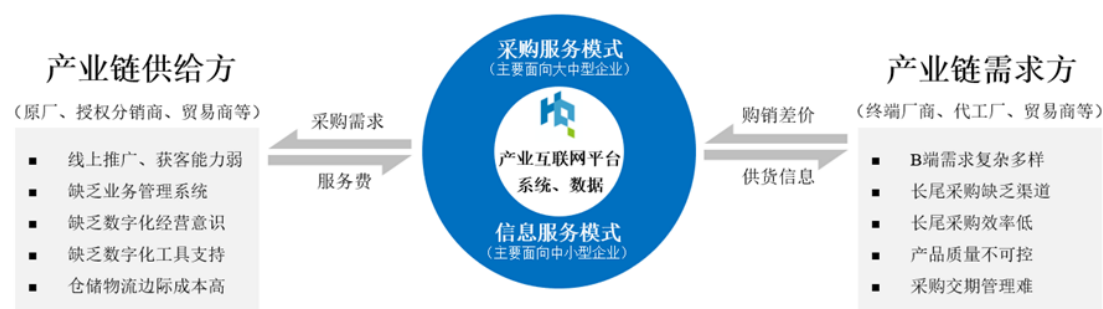 产业链供给方
（原厂、授权分销商、贸易商等）
■ 线上推广、获客能力弱
■ 缺乏业务管理系统
■ 缺乏数字化经营意识
■ 缺乏数字化工具支持
■ 仓储物流边际成本高
采购需求
服务费
采购服务模式
（主要面向大中型企业）
HQ
产业互联网平台
系统、数据
信息服务模式
（主要面向中小型企业）
购销差价
供货信息
产业链需求方
（终端厂商、代工厂、贸易商等）
■ B端需求复杂多样
■ 长尾采购缺乏渠道
■ 长尾采购效率低
■ 产品质量不可控
■ 采购交期管理难